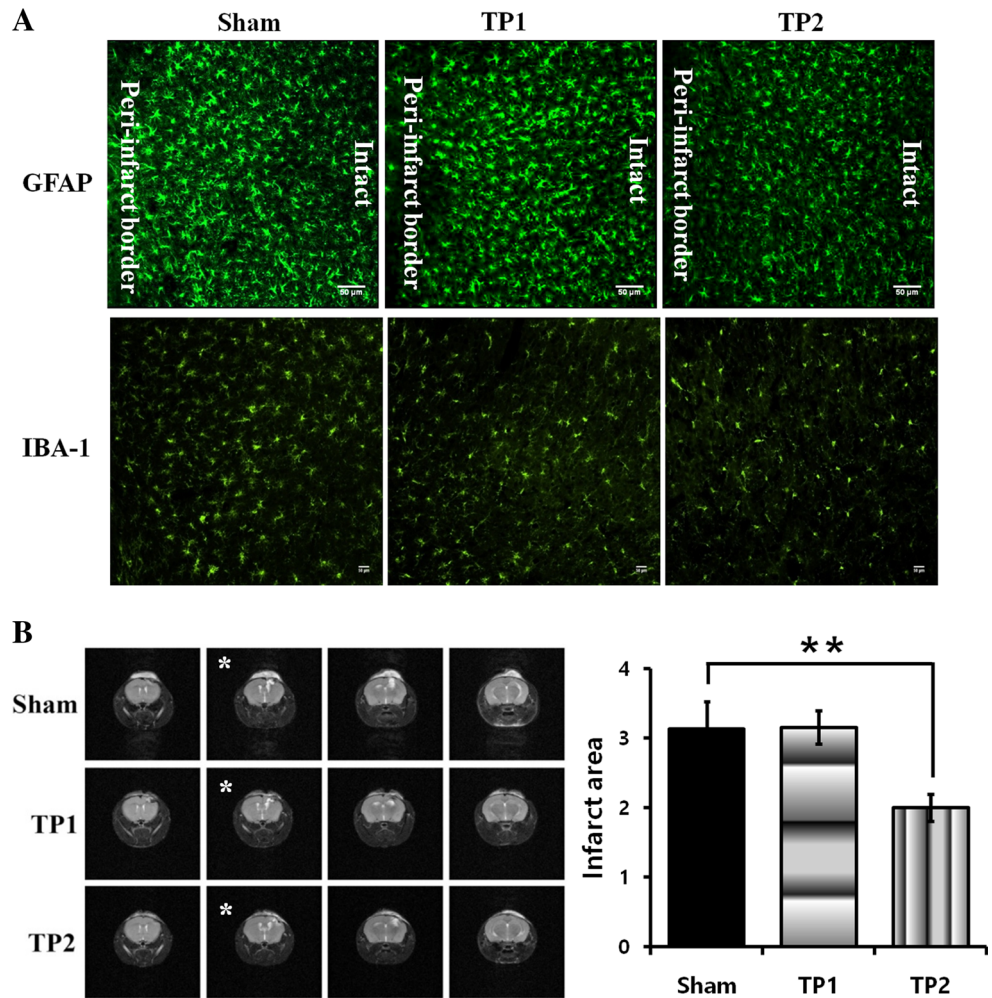 A
Sham
TP1
TP2
GFAP
Peri-infarct border
Intact
50 µm
Peri-infarct border
Intact
50 µm
Peri-infarct border
Intact
50 µm
IBA-1
B
Sham
*
TP1
*
TP2
*
**
Infarct area
4
3
2
1
0
Sham
TP1
TP2